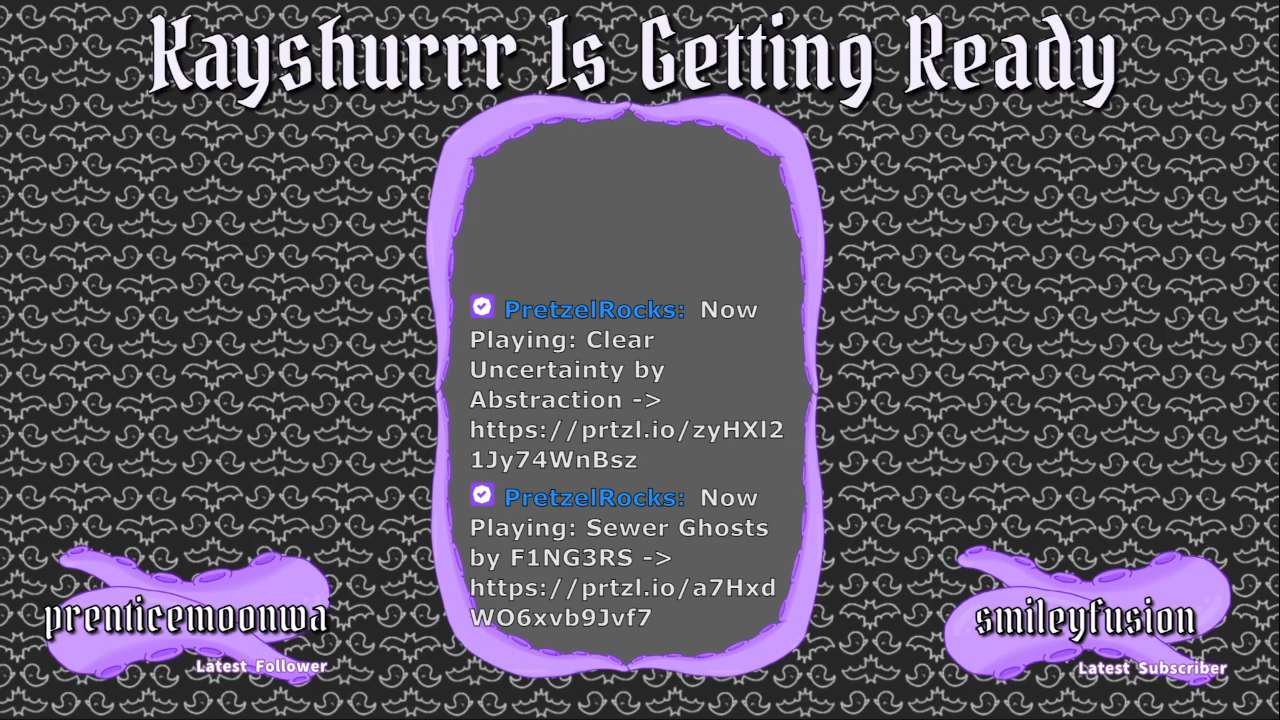 Kayshurrr Is Getting Ready
PretzelRocks: Now
Playing: Clear
Uncertainty by
Abstraction ->
https://prtzl.io/zyHXl2
1Jy74WnBsz
PretzelRocks: Now
Playing: Sewer Ghosts
by F1NG3RS ->
https://prtzl.io/a7Hxd
WO6xvb9Jvf7
prenticemoonwa
Latest Follower
smileyfusion
Latest Subscriber